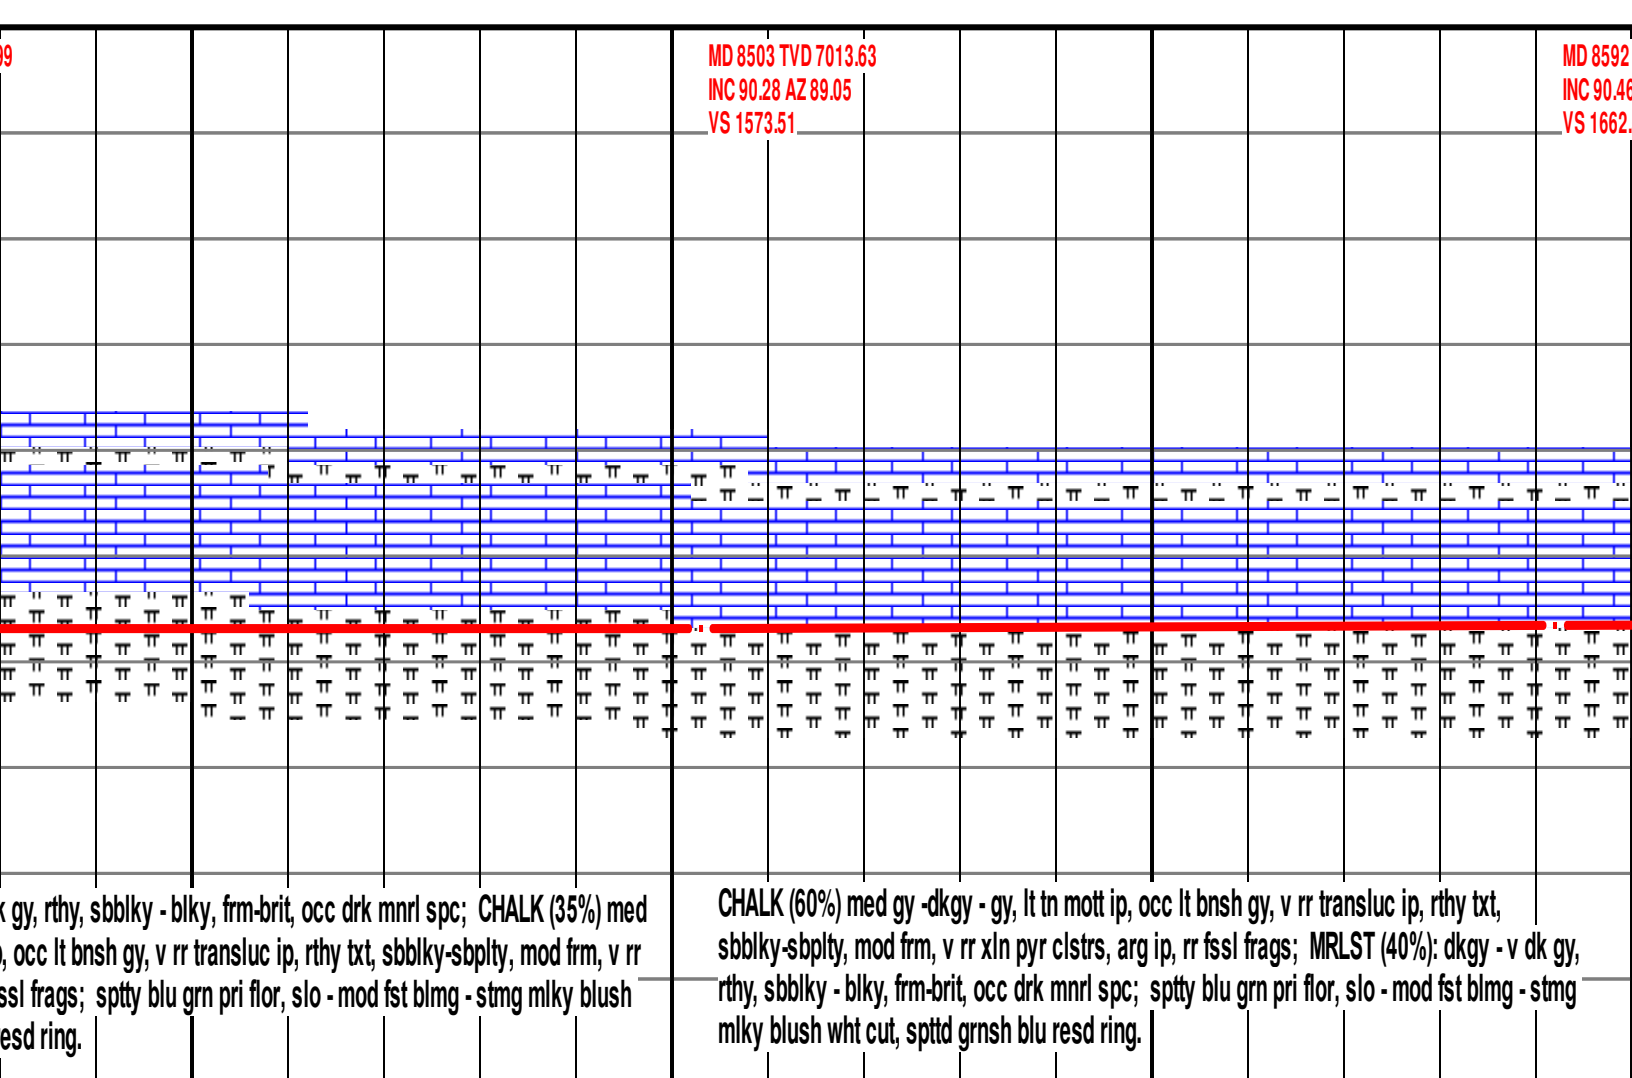 99
MD 8503 TVD 7013.63
INC 90.28 AZ 89.05
VS 1573.51
MD 8592
INC 90.46
VS 1662.
k gy, rthy, sbblky - blky, frm-brit, occ drk mnrl spc;  CHALK (35%) med
, occ lt bnsh gy, v rr transluc ip, rthy txt, sbblky-sbplty, mod frm, v rr
ssl frags;  sptty blu grn pri flor, slo - mod fst blmg - stmg mlky blush
esd ring.
CHALK (60%) med gy -dkgy - gy, lt tn mott ip, occ lt bnsh gy, v rr transluc ip, rthy txt,
sbblky-sbplty, mod frm, v rr xln pyr clstrs, arg ip, rr fssl frags;  MRLST (40%): dkgy - v dk gy,
rthy, sbblky - blky, frm-brit, occ drk mnrl spc;  sptty blu grn pri flor, slo - mod fst blmg - stmg
mlky blush wht cut, spttd grnsh blu resd ring.